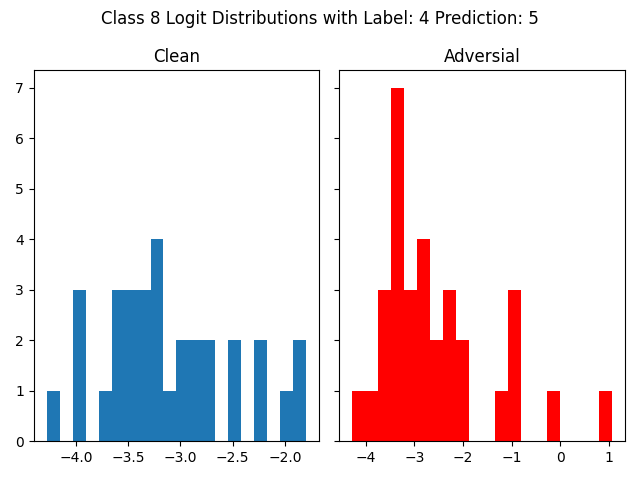 Class 8 Logit Distributions with Label: 4 Prediction: 5
Clean
Adversial
7
6
5
4
3
2
1
0
−4.0 −3.5 −3.0 −2.5 −2.0
−4 −3 −2 −1 0 1